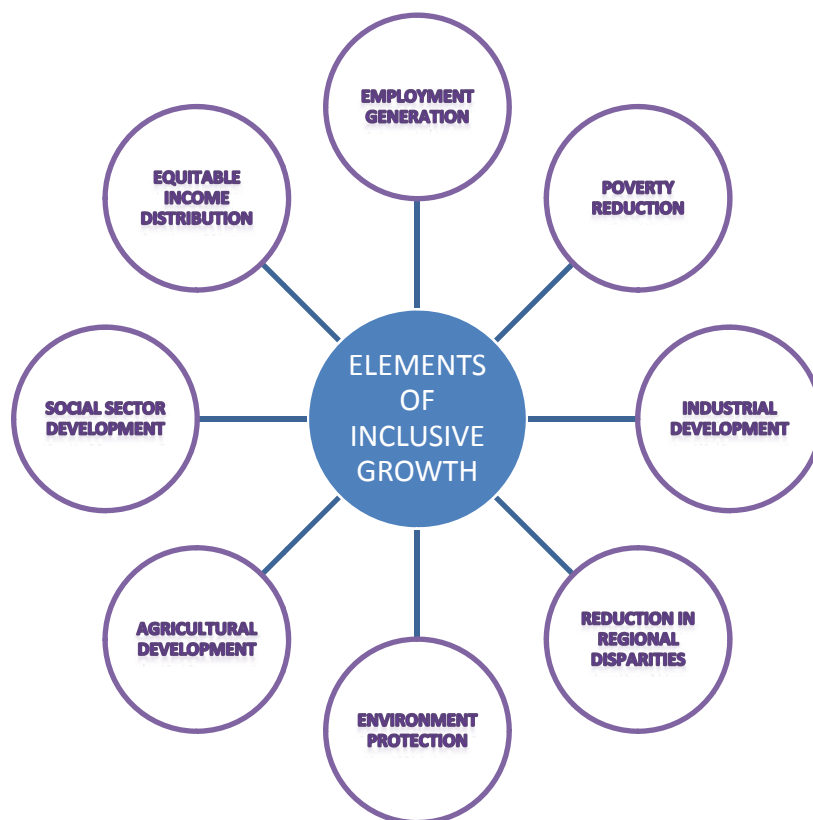 ELEMENTS
OF
INCLUSIVE
GROWTH
EMPLOYMENT
GENERATION
POVERTY
REDUCTION
INDUSTRIAL
DEVELOPMENT
REDUCTION IN
REGIONAL
DISPARITIES
ENVIRONMENT
PROTECTION
AGRICULTURAL
DEVELOPMENT
SOCIAL SECTOR
DEVELOPMENT
EQUITABLE
INCOME
DISTRIBUTION